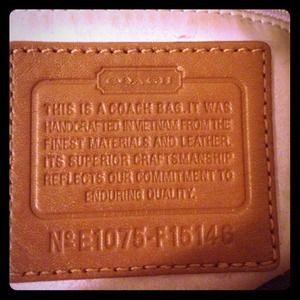 COACH
THIS IS A COACH BAG. IT WAS
HANDCRAFTED IN VIETNAM FROM THE
FINEST MATERIALS AND LEATHER.
ITS SUPERIOR CRAFTSMANSHIP
REFLECTS OUR COMMITMENT TO
ENDURING QUALITY.
Nº E1075-F15146